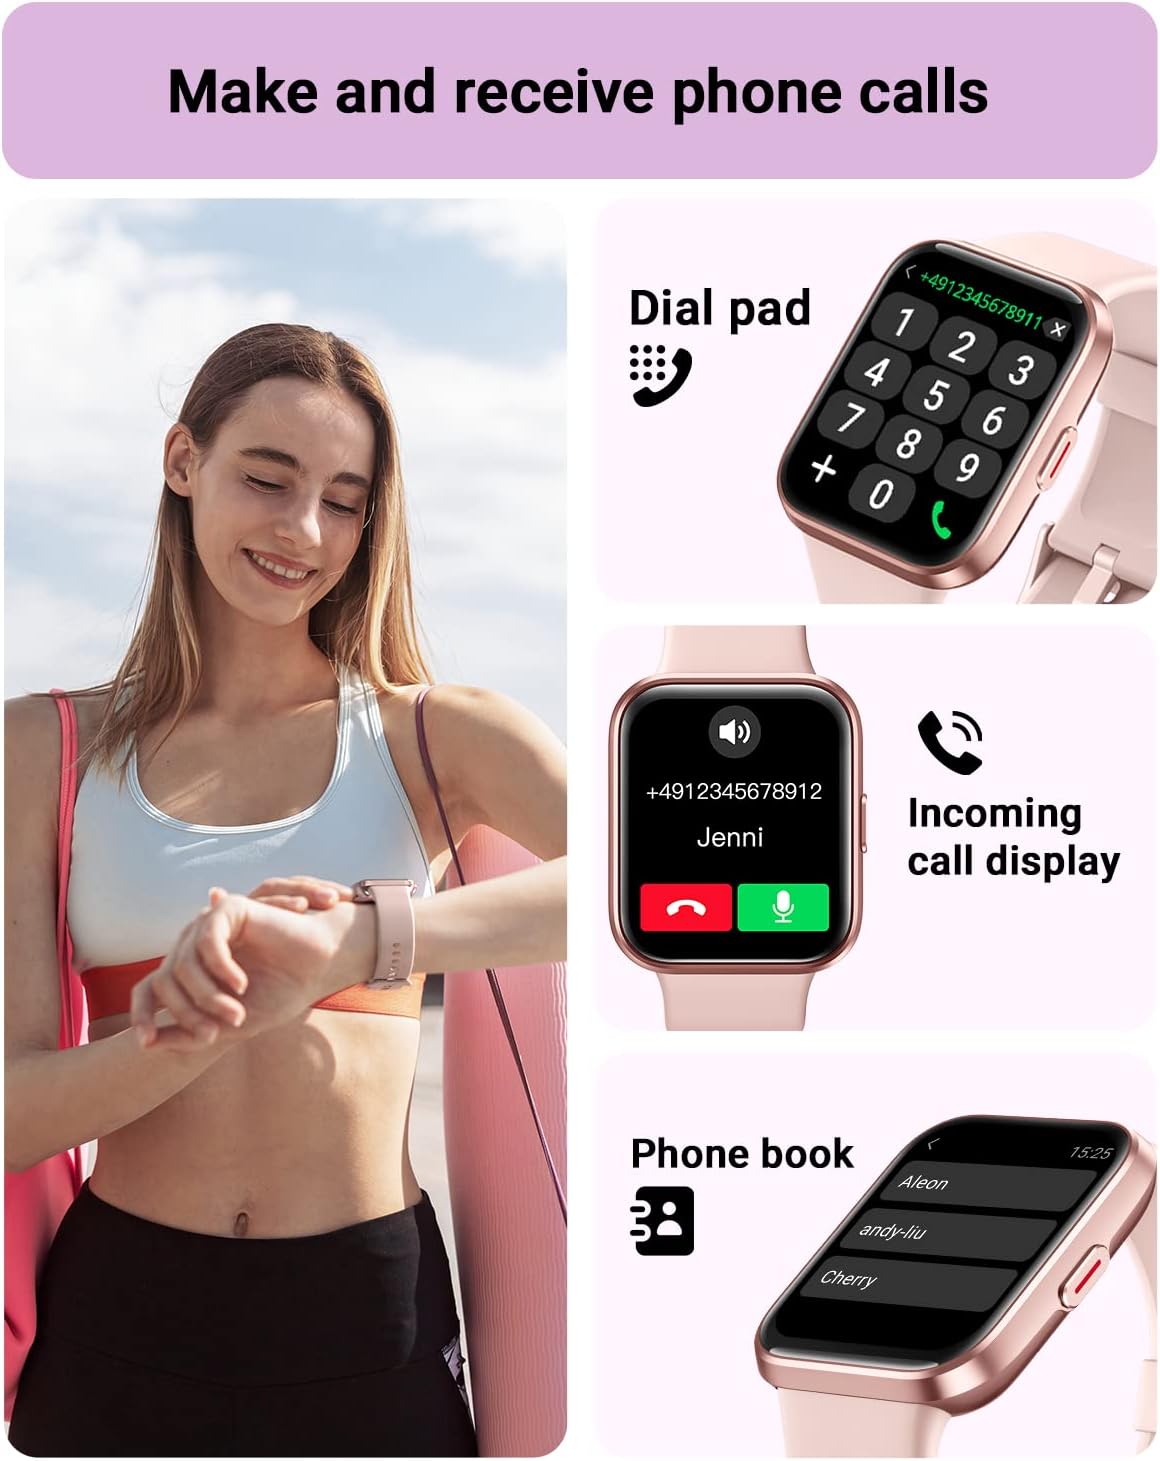 Make and receive phone calls
Dial pad
+4912345678911
1 2 3
4 5 6
7 8 9
+ 0
+4912345678912
Jenni
Incoming
call display
Phone book
15:25
Aleon
andy-liu
Cherry